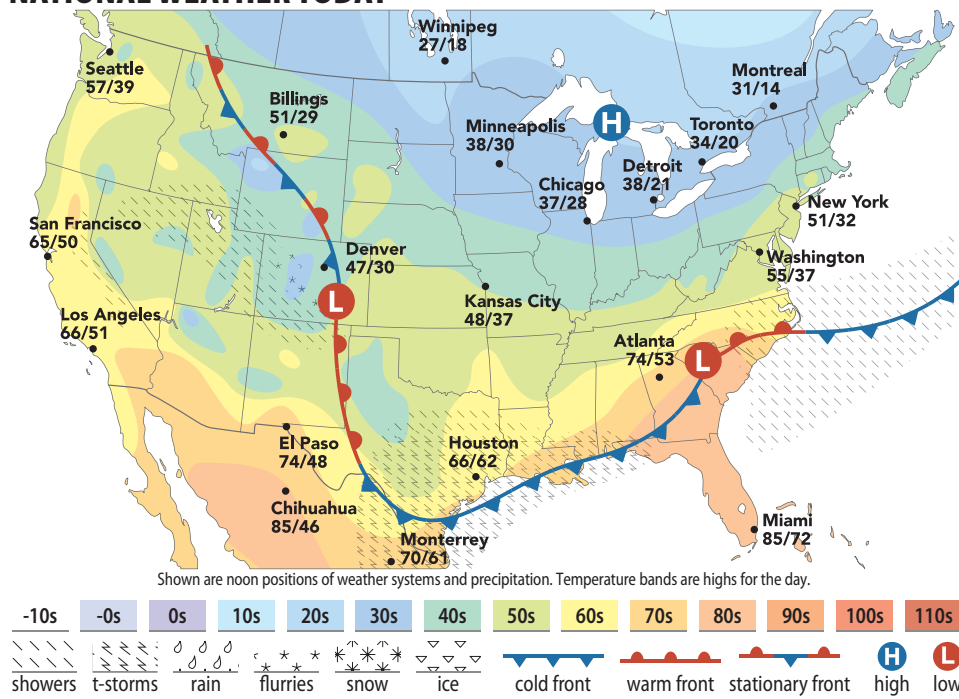 NATIONAL WEATHER TODAY
Winnipeg
27/18
Seattle
57/39
Montreal
31/14
Billings
51/29
Minneapolis
38/30
H
Toronto
34/20
Detroit
38/21
Chicago
37/28
New York
51/32
San Francisco
65/50
Denver
47/30
Washington
55/37
L
Kansas City
48/37
Los Angeles
66/51
Atlanta
74/53
L
El Paso
74/48
Houston
66/62
Chihuahua
85/46
Monterrey
70/61
Miami
85/72
Shown are noon positions of weather systems and precipitation. Temperature bands are highs for the day.
-10s -0s 0s 10s 20s 30s 40s 50s 60s 70s 80s 90s 100s 110s
H L
showers t-storms rain flurries snow ice cold front warm front stationary front high low